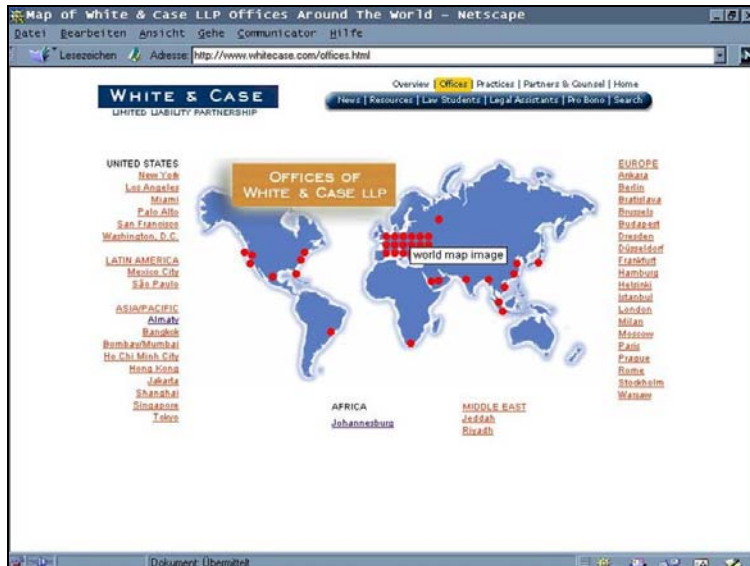 Map of White & Case LLP Offices Around The World - Netscape
Datei Bearbeiten Ansicht Gehe Communicator Hilfe
Lesezeichen Adresse: http://www.whitecase.com/offices.html
Overview | Offices | Practices | Partners & Counsel | Home
WHITE & CASE
LIMITED LIABILITY PARTNERSHIP
News | Resources | Law Students | Legal Assistants | Pro Bono | Search
OFFICES OF
WHITE & CASE LLP
UNITED STATES
New York
Los Angeles
Miami
Palo Alto
San Francisco
Washington, D.C.
LATIN AMERICA
Mexico City
São Paulo
ASIA/PACIFIC
Almaty
Bangkok
Bombay/Mumbai
Ho Chi Minh City
Hong Kong
Jakarta
Shanghai
Singapore
Tokyo
world map image
AFRICA
Johannesburg
MIDDLE EAST
Jeddah
Riyadh
EUROPE
Ankara
Berlin
Bratislava
Brussels
Budapest
Dresden
Düsseldorf
Frankfurt
Hamburg
Helsinki
Istanbul
London
Milan
Moscow
Paris
Prague
Rome
Stockholm
Warsaw
Dokument: Übermittelt